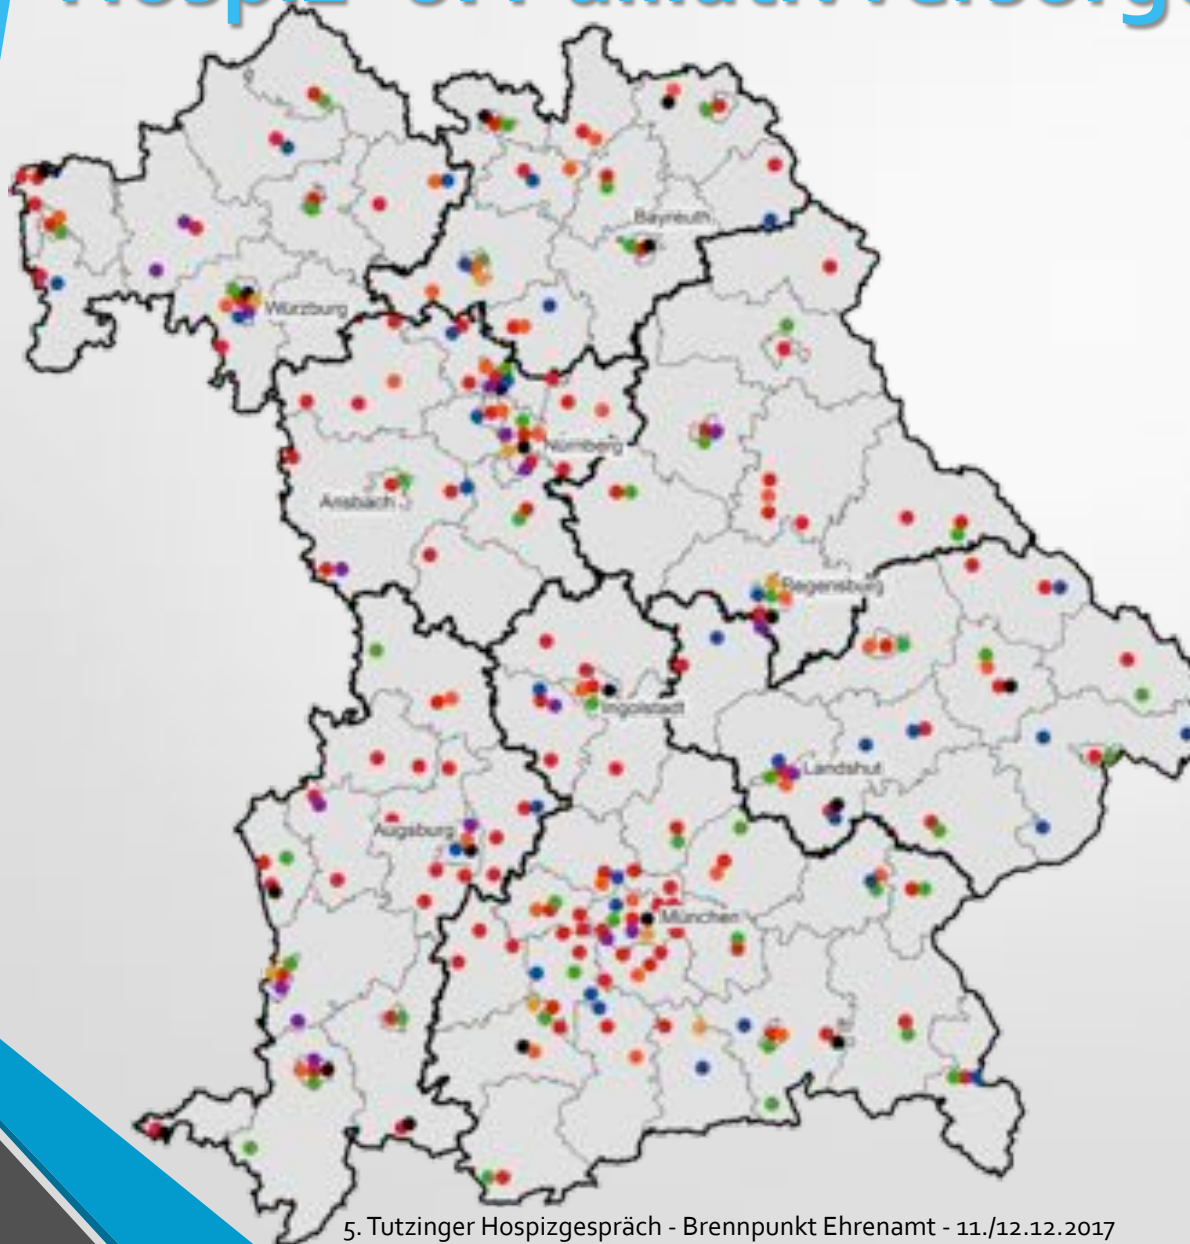 Bayreuth
Würzburg
Nürnberg
Ansbach
Regensburg
Ingolstadt
Landshut
Augsburg
München
5. Tutzinger Hospizgespräch - Brennpunkt Ehrenamt - 11./12.12.2017